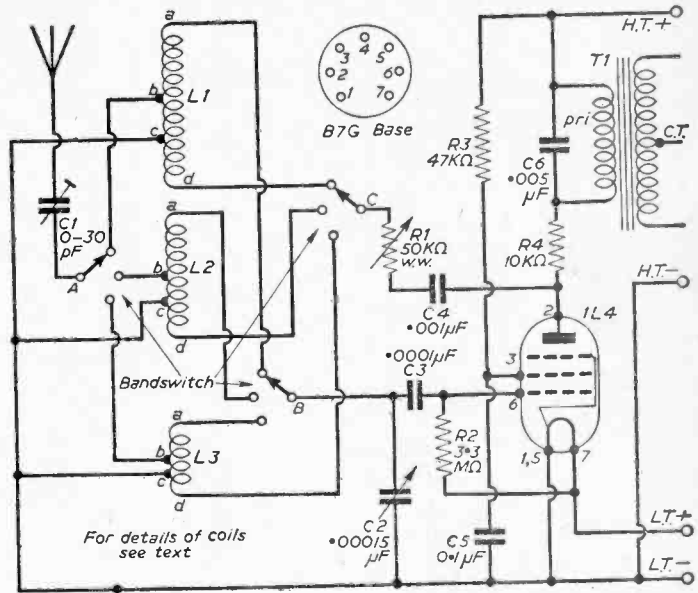 a
b
L1
c
d
3
4
5
2
6
1
7
B7G Base
H.T.+
T1
pri
C.T.
R3
47KΩ
C6
·005
µF
R4
10KΩ
C1
0-30
pF
A
a
b
L2
c
d
C
R1
50KΩ
w.w.
C4
·001µF
H.T.-
2
1L4
3
6
1,5
7
Bandswitch
B
·0001µF
C3
R2
3·3
MΩ
a
b
L3
c
d
C2
·00015
µF
C5
0·1µF
L.T.+
L.T.-
For details of coils
see text